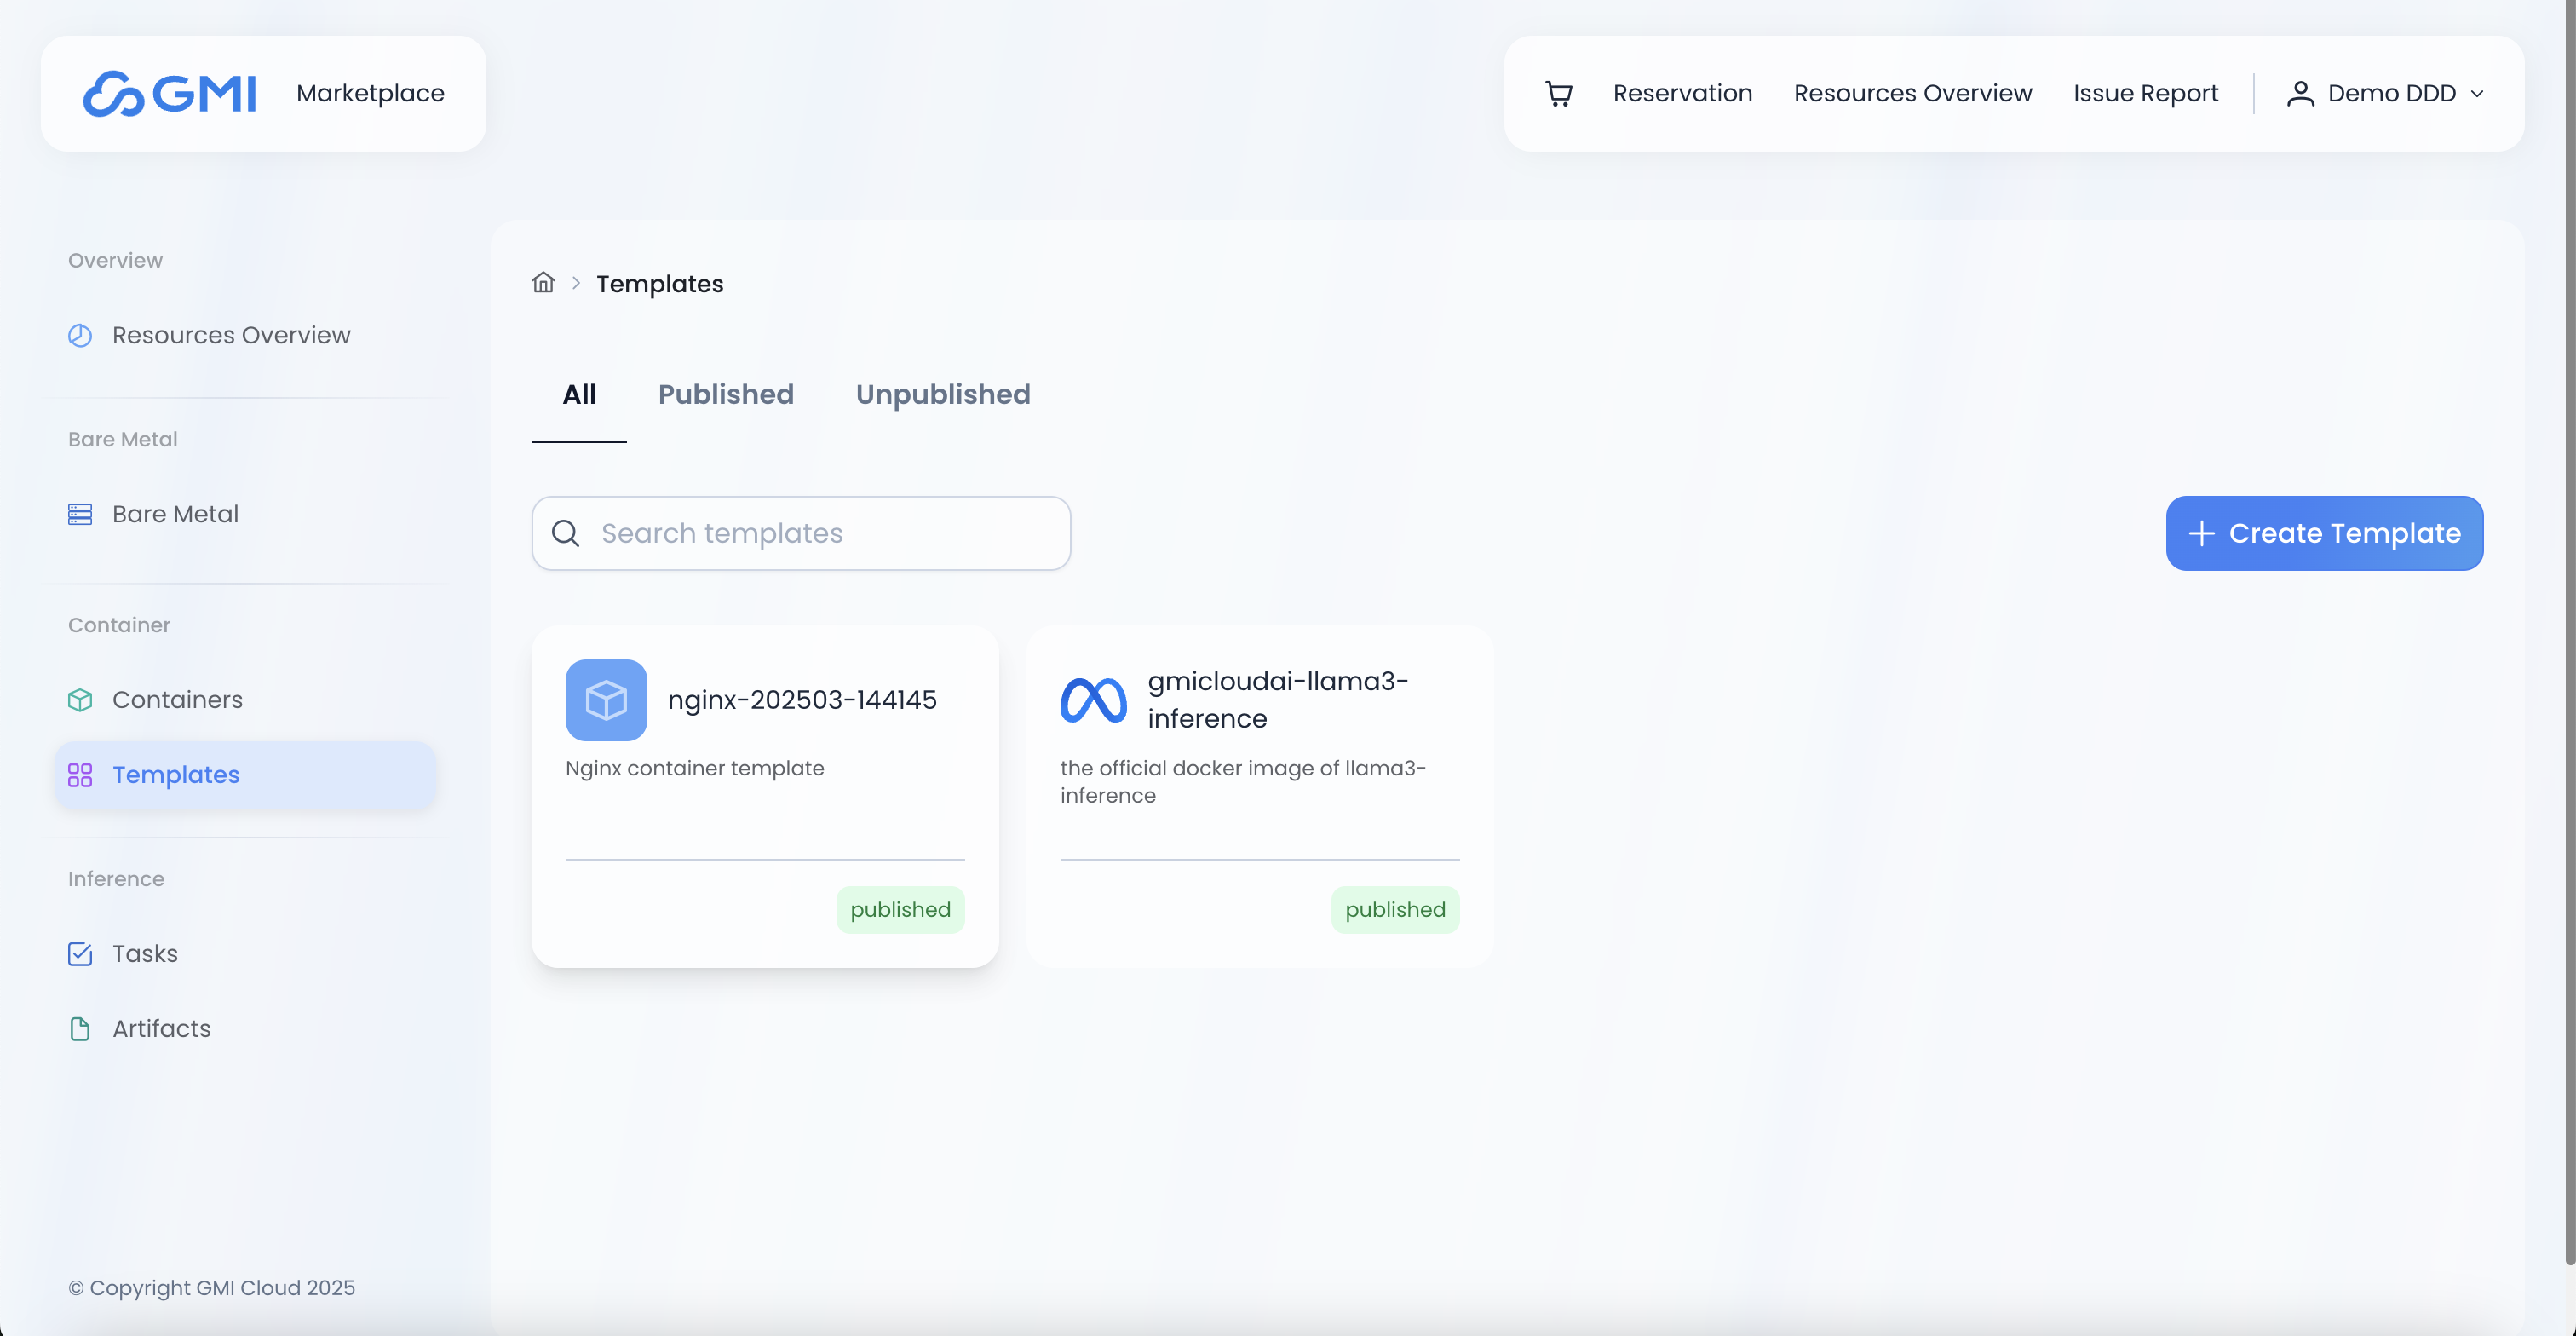 GMI Marketplace
Reservation Resources Overview Issue Report Demo DDD
Overview
Resources Overview
Bare Metal
Bare Metal
Container
Containers
Templates
Inference
Tasks
Artifacts
© Copyright GMI Cloud 2025
Templates
All Published Unpublished
Search templates
Create Template
nginx-202503-144145
Nginx container template
published
gmicloudai-llama3-
inference
the official docker image of llama3-
inference
published